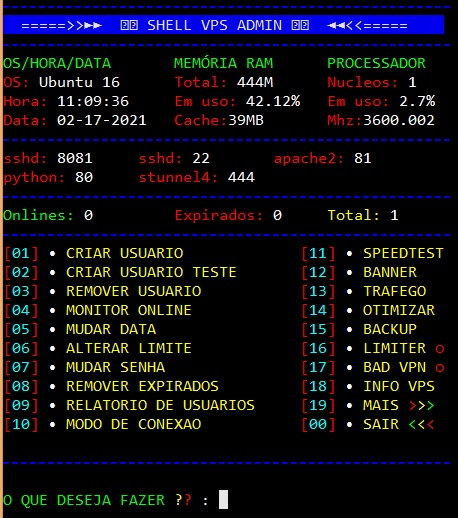 =====>>►► SHELL VPS ADMIN ◄◄<<=====
OS/HORA/DATA MEMÓRIA RAM PROCESSADOR
OS: Ubuntu 16 Total: 444M Nucleos: 1
Hora: 11:09:36 Em uso: 42.12% Em uso: 2.7%
Data: 02-17-2021 Cache:39MB Mhz:3600.002
sshd: 8081 sshd: 22 apache2: 81
python: 80 stunnel4: 444
Onlines: 0 Expirados: 0 Total: 1
[01] • CRIAR USUARIO [11] • SPEEDTEST
[02] • CRIAR USUARIO TESTE [12] • BANNER
[03] • REMOVER USUARIO [13] • TRAFEGO
[04] • MONITOR ONLINE [14] • OTIMIZAR
[05] • MUDAR DATA [15] • BACKUP
[06] • ALTERAR LIMITE [16] • LIMITER ○
[07] • MUDAR SENHA [17] • BAD VPN ○
[08] • REMOVER EXPIRADOS [18] • INFO VPS
[09] • RELATORIO DE USUARIOS [19] • MAIS >>>
[10] • MODO DE CONEXAO [00] • SAIR <<<
O QUE DESEJA FAZER ?? :